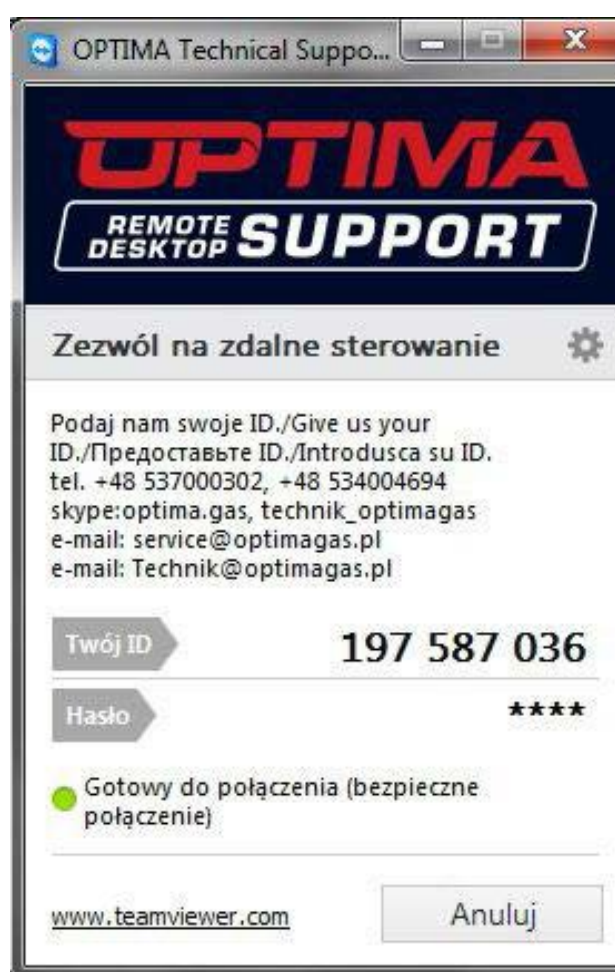 OPTIMA Technical Suppo...
OPTIMA
REMOTE DESKTOP SUPPORT
Zezwól na zdalne sterowanie
Podaj nam swoje ID./Give us your
ID./Предоставьте ID./Introdusca su ID.
tel. +48 537000302, +48 534004694
skype:optima.gas, technik_optimagas
e-mail: service@optimagas.pl
e-mail: Technik@optimagas.pl
Twój ID 197 587 036
Hasło ****
Gotowy do połączenia (bezpieczne
połączenie)
www.teamviewer.com Anuluj